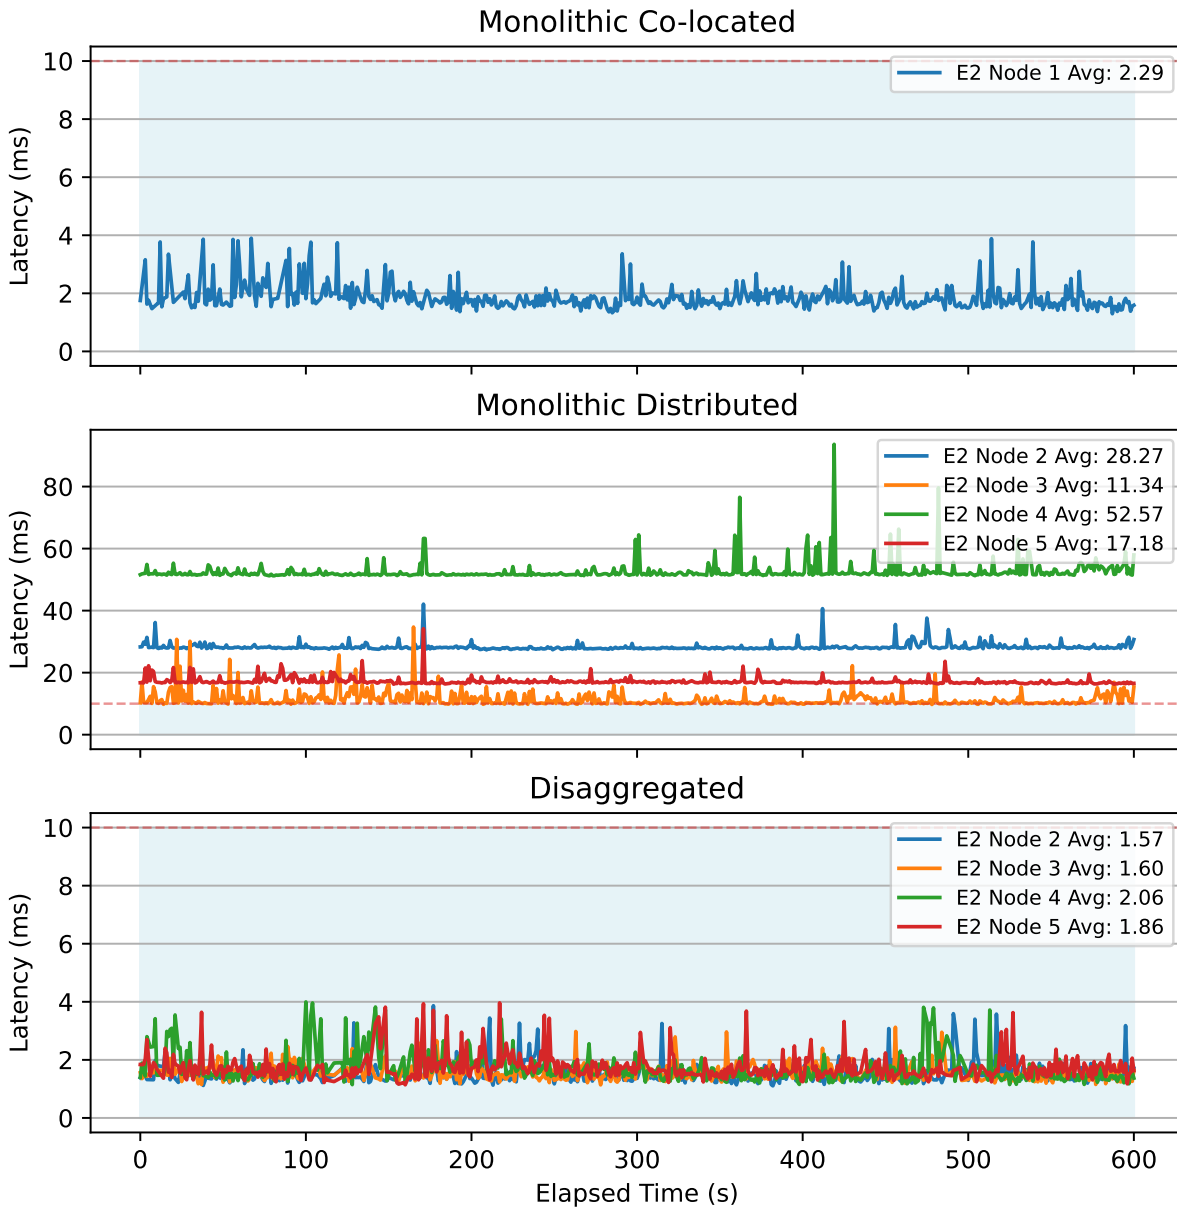 Monolithic Co-located
Latency (ms)
10
8
6
4
2
0
E2 Node 1 Avg: 2.29
Monolithic Distributed
Latency (ms)
80
60
40
20
0
E2 Node 2 Avg: 28.27
E2 Node 3 Avg: 11.34
E2 Node 4 Avg: 52.57
E2 Node 5 Avg: 17.18
Disaggregated
Latency (ms)
10
8
6
4
2
0
E2 Node 2 Avg: 1.57
E2 Node 3 Avg: 1.60
E2 Node 4 Avg: 2.06
E2 Node 5 Avg: 1.86
0 100 200 300 400 500 600
Elapsed Time (s)